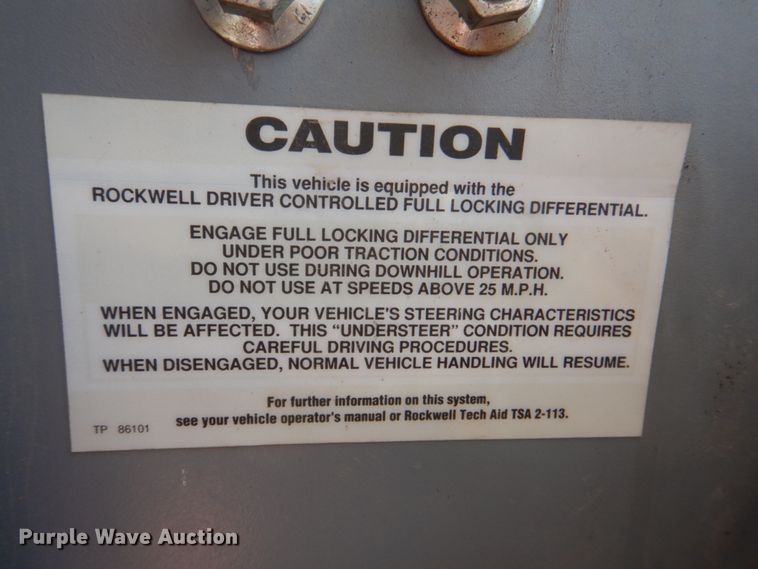 CAUTION
This vehicle is equipped with the
ROCKWELL DRIVER CONTROLLED FULL LOCKING DIFFERENTIAL.
ENGAGE FULL LOCKING DIFFERENTIAL ONLY
UNDER POOR TRACTION CONDITIONS.
DO NOT USE DURING DOWNHILL OPERATION.
DO NOT USE AT SPEEDS ABOVE 25 M.P.H.
WHEN ENGAGED, YOUR VEHICLE'S STEERING CHARACTERISTICS
WILL BE AFFECTED. THIS "UNDERSTEER" CONDITION REQUIRES
CAREFUL DRIVING PROCEDURES.
WHEN DISENGAGED, NORMAL VEHICLE HANDLING WILL RESUME.
For further information on this system,
see your vehicle operator's manual or Rockwell Tech Aid TSA 2-113.
TP 86101
Purple Wave Auction